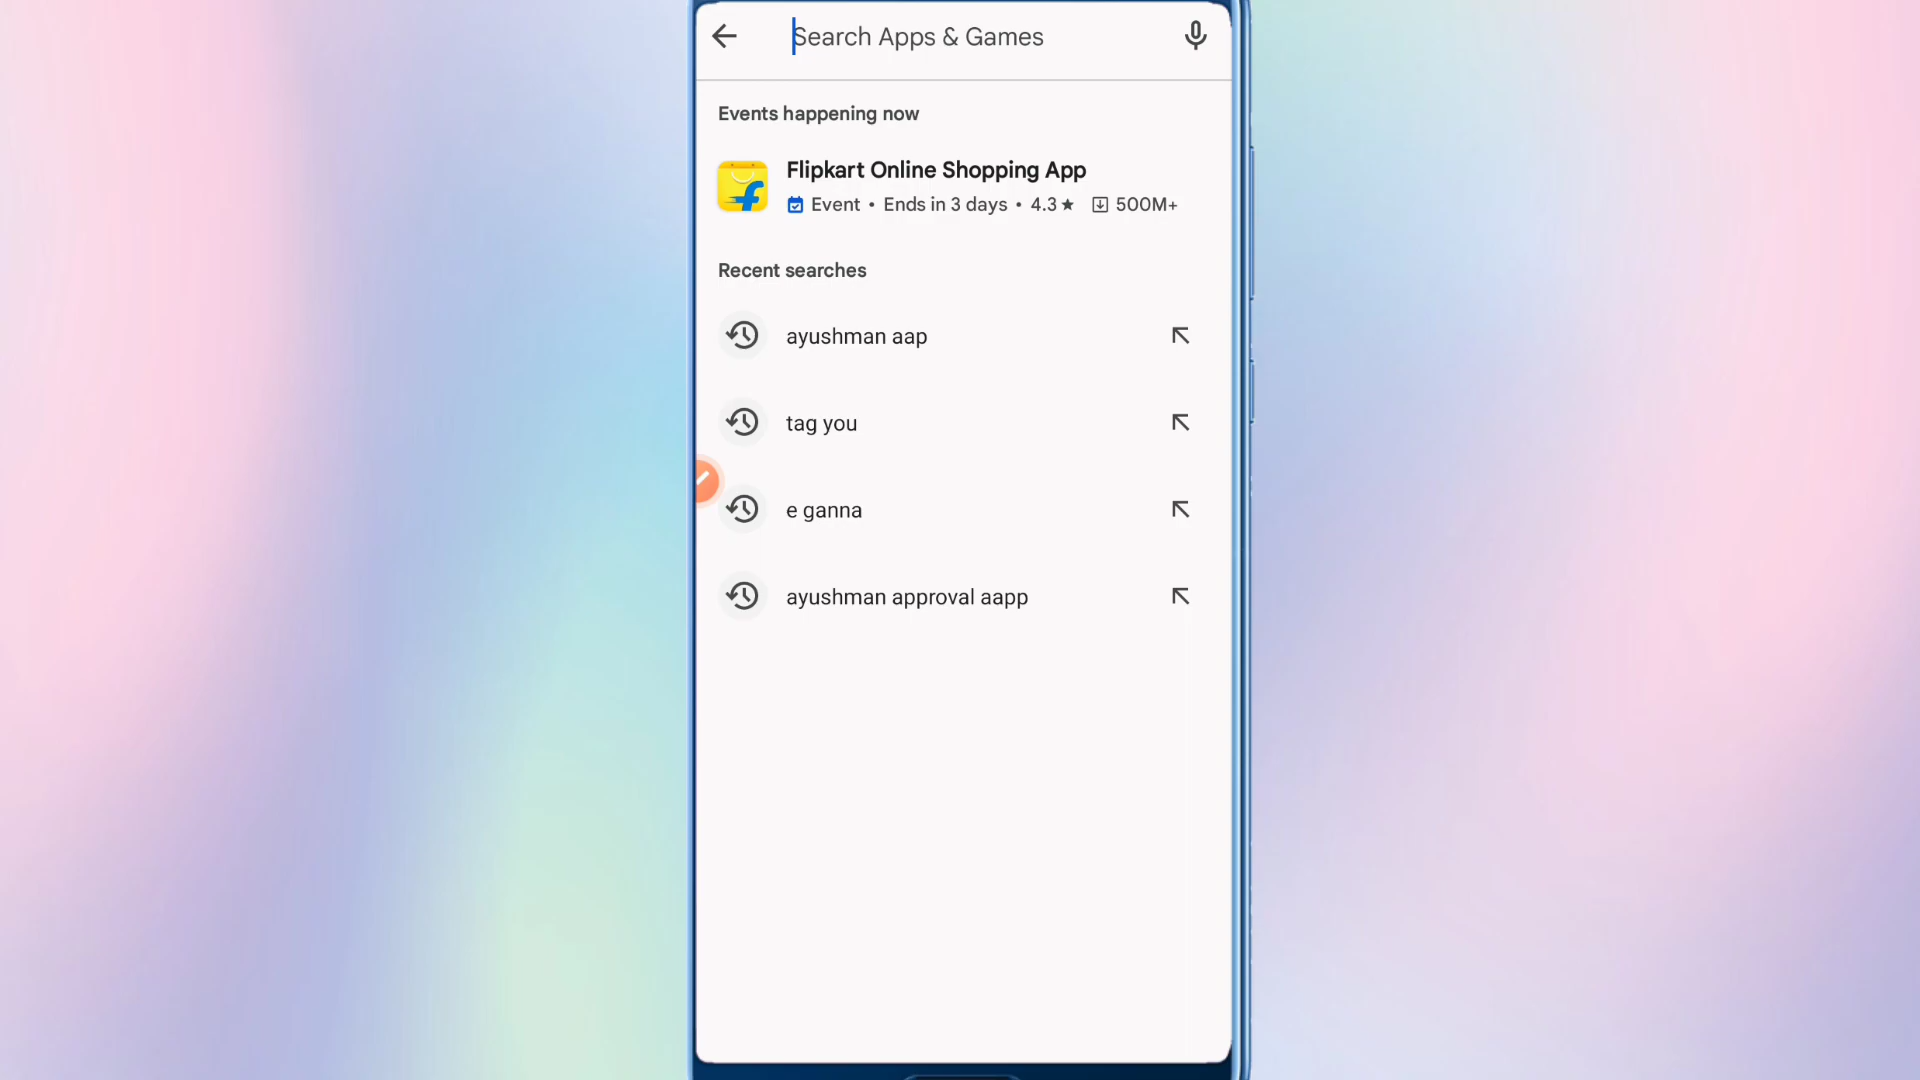 Search Apps & Games
Events happening now
Flipkart Online Shopping App
Event • Ends in 3 days • 4.3★ 500M+
Recent searches
ayushman aap
tag you
e ganna
ayushman approval aapp